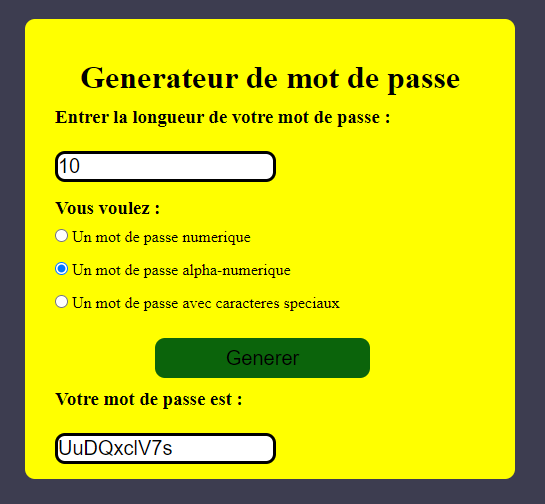 Generateur de mot de passe
Entrer la longueur de votre mot de passe :
10
Vous voulez :
Un mot de passe numerique
Un mot de passe alpha-numerique
Un mot de passe avec caracteres speciaux
Generer
Votre mot de passe est :
UuDQxclV7s